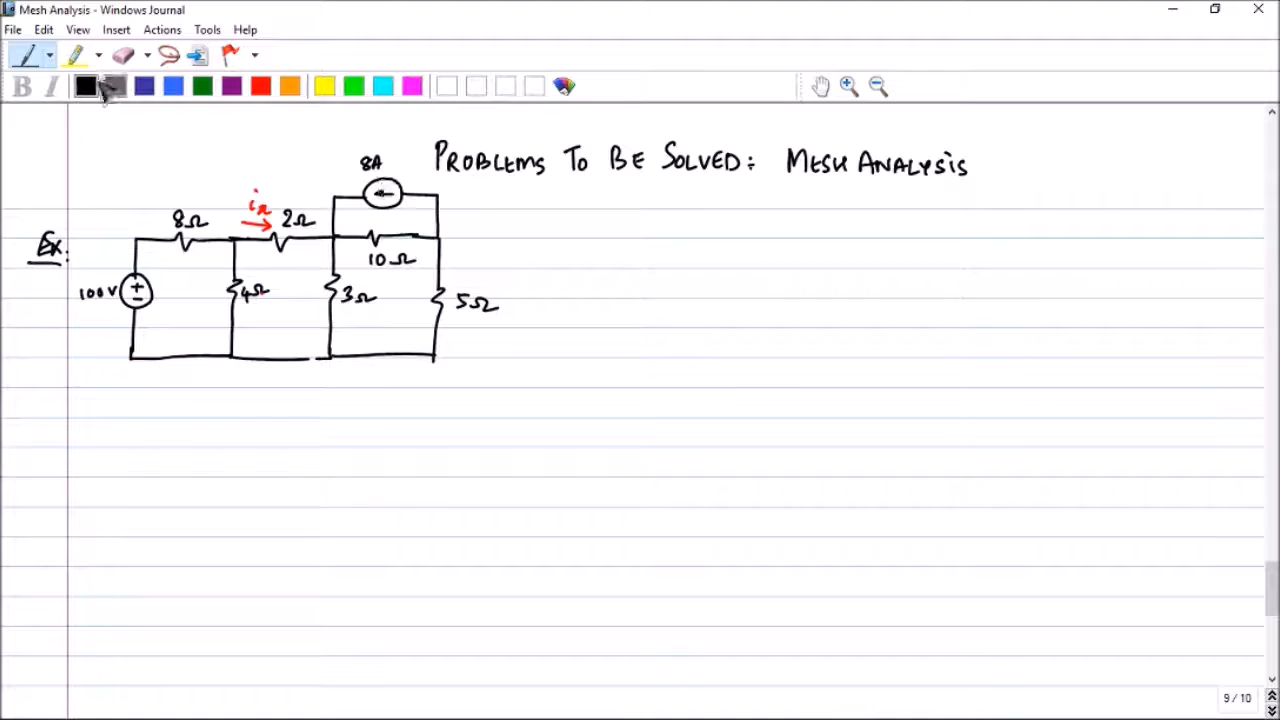 Mesh Analysis - Windows Journal
File Edit View Insert Actions Tools Help
B I
PROBLEMS TO BE SOLVED: MESH ANALYSIS
8A
ix
8Ω 2Ω
Ex:
10Ω
100V + - 4Ω 3Ω 5Ω
9 / 10